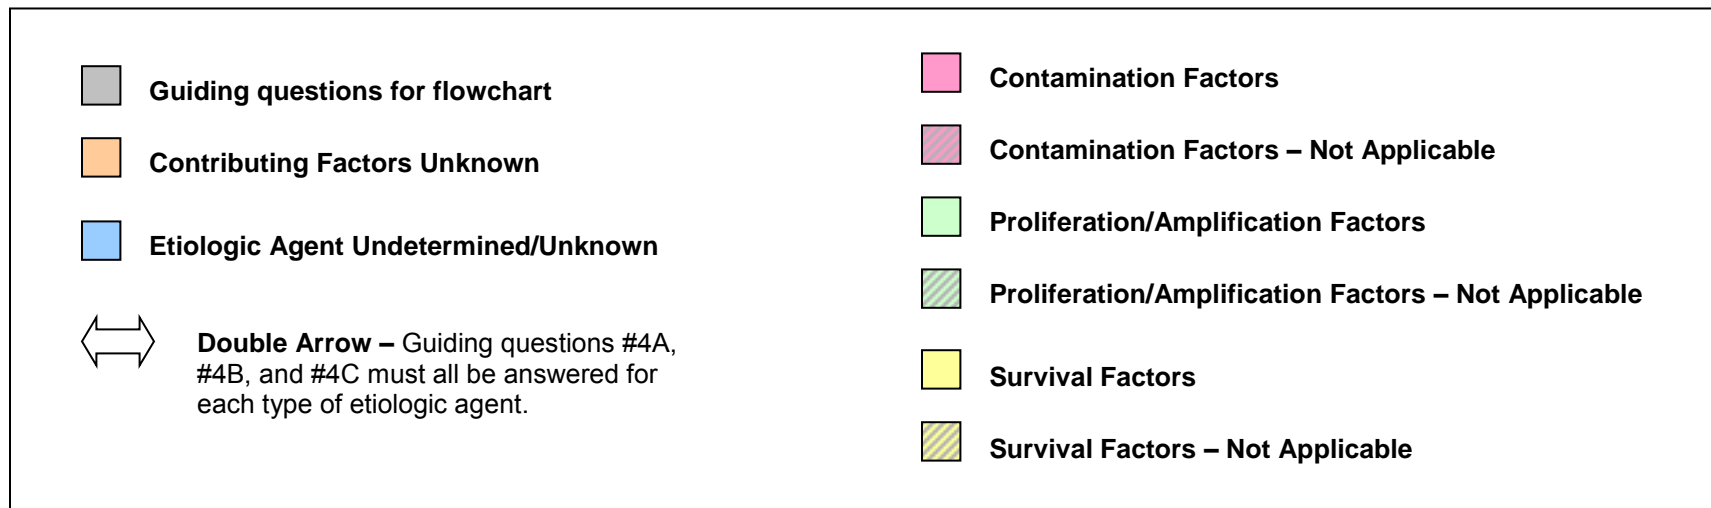 Guiding questions for flowchart
Contributing Factors Unknown
Etiologic Agent Undetermined/Unknown
Double Arrow – Guiding questions #4A,
#4B, and #4C must all be answered for
each type of etiologic agent.
Contamination Factors
Contamination Factors – Not Applicable
Proliferation/Amplification Factors
Proliferation/Amplification Factors – Not Applicable
Survival Factors
Survival Factors – Not Applicable